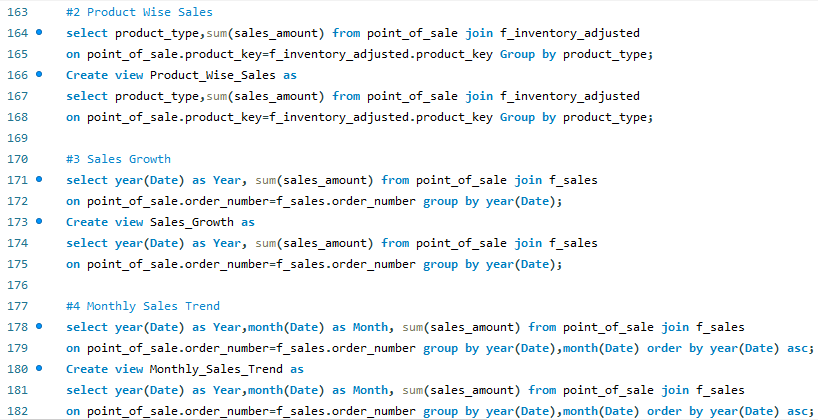 163 #2 Product Wise Sales
164 select product_type,sum(sales_amount) from point_of_sale join f_inventory_adjusted
165 on point_of_sale.product_key=f_inventory_adjusted.product_key Group by product_type;
166 Create view Product_Wise_Sales as
167 select product_type,sum(sales_amount) from point_of_sale join f_inventory_adjusted
168 on point_of_sale.product_key=f_inventory_adjusted.product_key Group by product_type;
169
170 #3 Sales Growth
171 select year(Date) as Year, sum(sales_amount) from point_of_sale join f_sales
172 on point_of_sale.order_number=f_sales.order_number group by year(Date);
173 Create view Sales_Growth as
174 select year(Date) as Year, sum(sales_amount) from point_of_sale join f_sales
175 on point_of_sale.order_number=f_sales.order_number group by year(Date);
176
177 #4 Monthly Sales Trend
178 select year(Date) as Year,month(Date) as Month, sum(sales_amount) from point_of_sale join f_sales
179 on point_of_sale.order_number=f_sales.order_number group by year(Date),month(Date) order by year(Date) asc;
180 Create view Monthly_Sales_Trend as
181 select year(Date) as Year,month(Date) as Month, sum(sales_amount) from point_of_sale join f_sales
182 on point_of_sale.order_number=f_sales.order_number group by year(Date),month(Date) order by year(Date) asc;